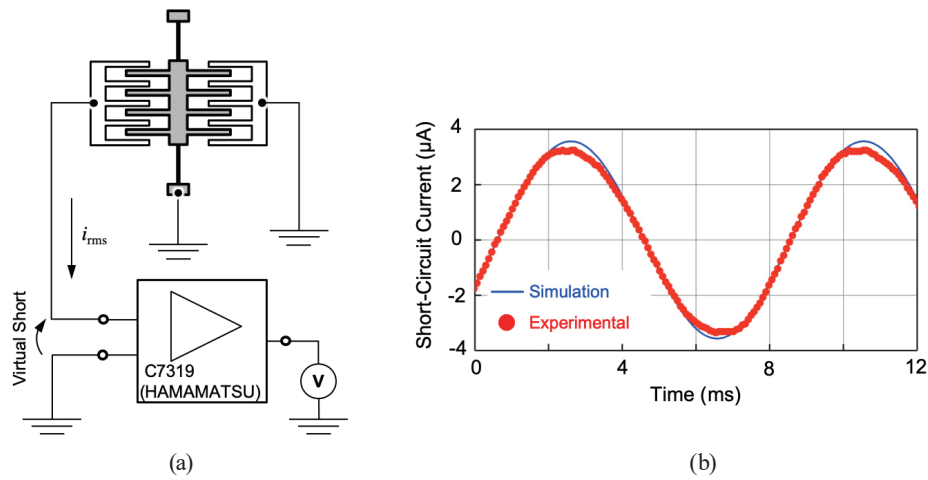 i_rms
Virtual Short
C7319
(HAMAMATSU)
V
(a)
Short-Circuit Current (μA)
4
2
0
-2
-4
Simulation
Experimental
0
4
8
12
Time (ms)
(b)